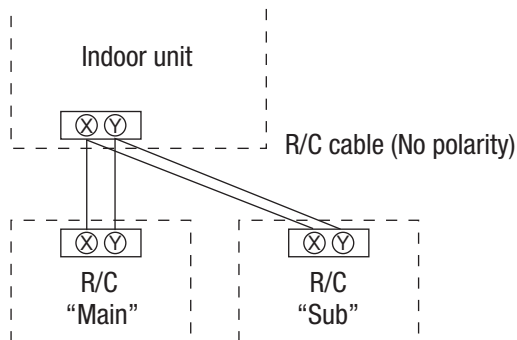 Indoor unit
X Y
R/C cable (No polarity)
X Y
X Y
R/C
“Main”
R/C
“Sub”